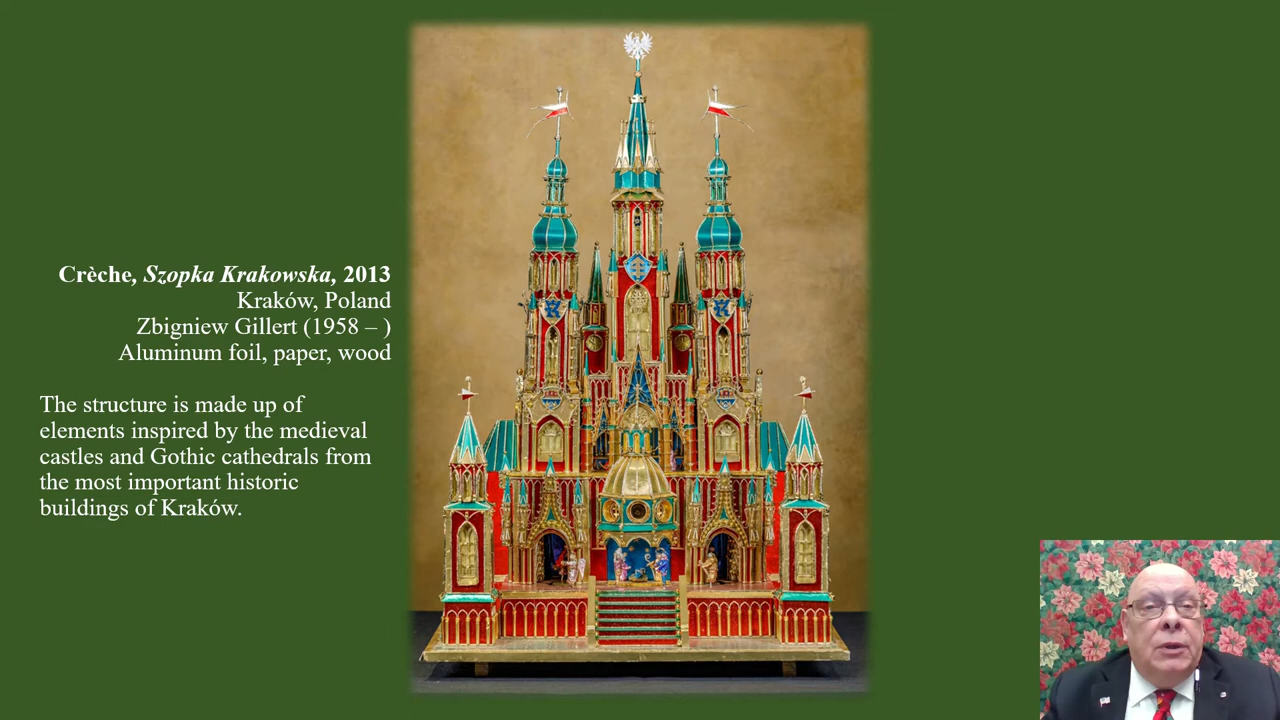 Crèche, Szopka Krakowska, 2013
Kraków, Poland
Zbigniew Gillert (1958 – )
Aluminum foil, paper, wood
The structure is made up of
elements inspired by the medieval
castles and Gothic cathedrals from
the most important historic
buildings of Kraków.